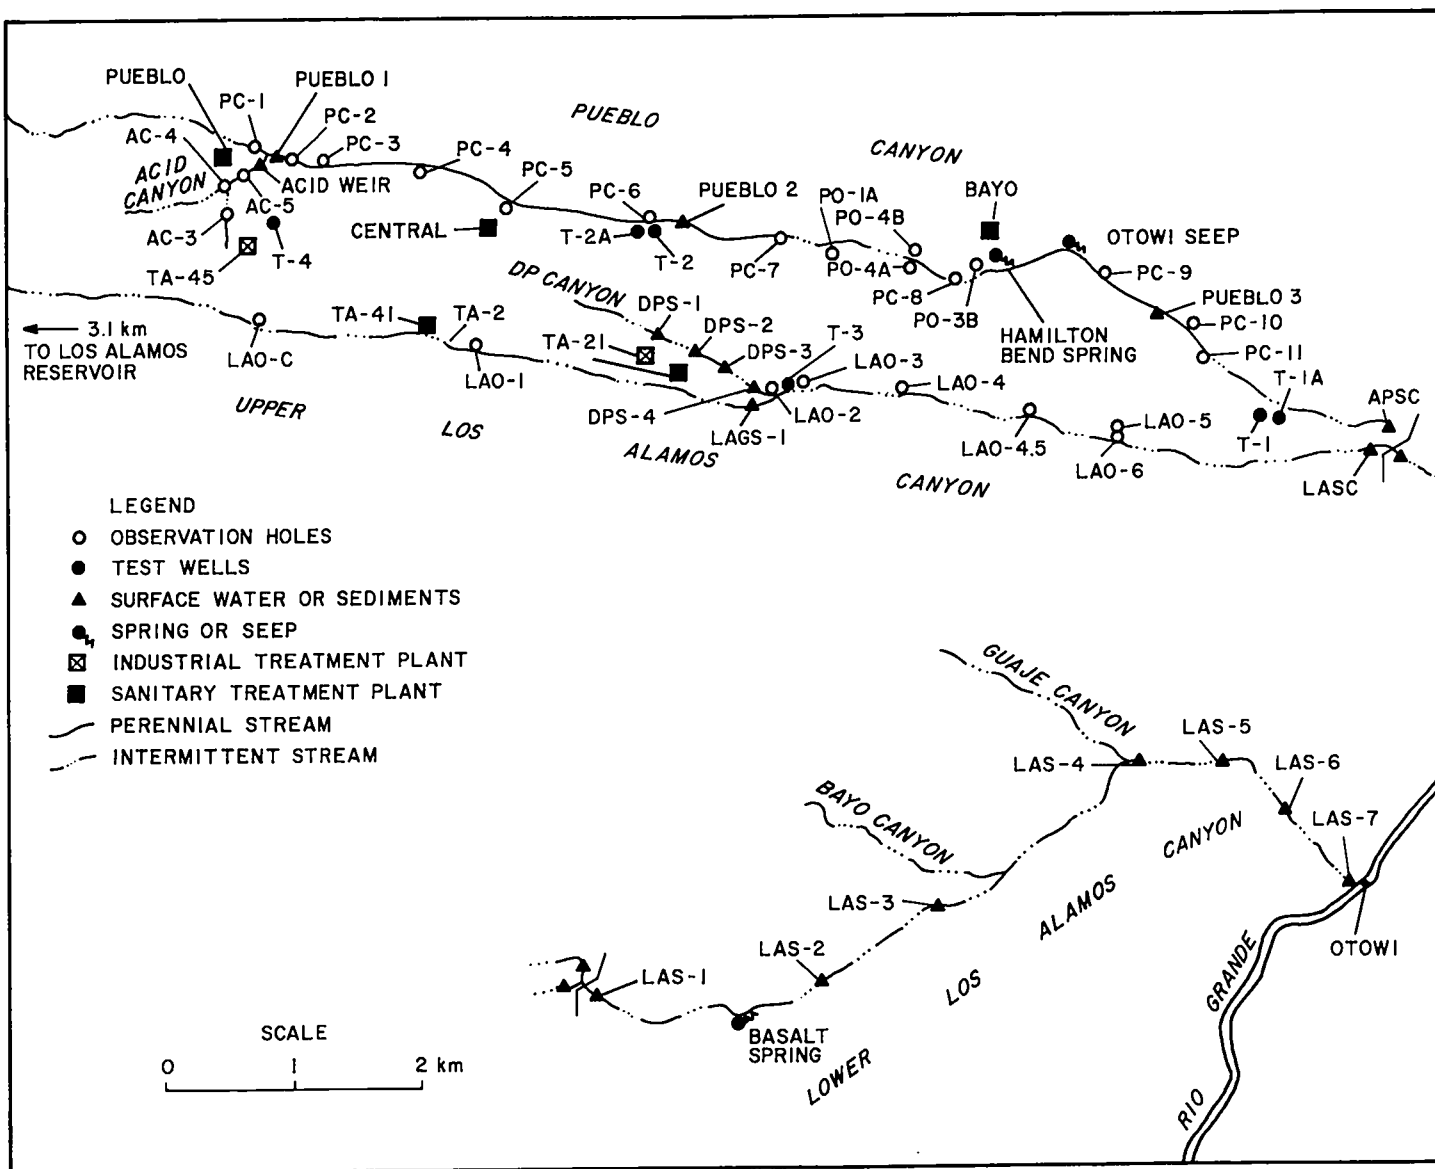 PUEBLO
PUEBLO 1
PC-1
PC-2
PC-3
AC-4
ACID
CANYON
ACID WEIR
AC-5
AC-3
T-4
TA-45
PUEBLO
CANYON
PC-4
PC-5
CENTRAL
PC-6
PUEBLO 2
T-2A
T-2
PC-7
PO-1A
PO-4B
PO-4A
PC-8
PO-3B
BAYO
HAMILTON
BEND SPRING
OTOWI SEEP
PC-9
PUEBLO 3
PC-10
PC-11
T-1A
T-1
APSC
LASC
3.1 km
TO LOS ALAMOS
RESERVOIR
LAO-C
TA-41
TA-2
LAO-1
DP CANYON
DPS-1
DPS-2
DPS-3
TA-21
T-3
LAO-3
DPS-4
LAO-2
LAGS-1
LAO-4
LAO-4.5
LAO-5
LAO-6
UPPER
LOS
ALAMOS
CANYON
LEGEND
OBSERVATION HOLES
TEST WELLS
SURFACE WATER OR SEDIMENTS
SPRING OR SEEP
INDUSTRIAL TREATMENT PLANT
SANITARY TREATMENT PLANT
PERENNIAL STREAM
INTERMITTENT STREAM
GUAJE CANYON
LAS-4
LAS-5
LAS-6
LAS-7
BAYO CANYON
LAS-3
LAS-2
LAS-1
BASALT
SPRING
LOWER
LOS
ALAMOS
CANYON
OTOWI
RIO
GRANDE
SCALE
0 1 2 km